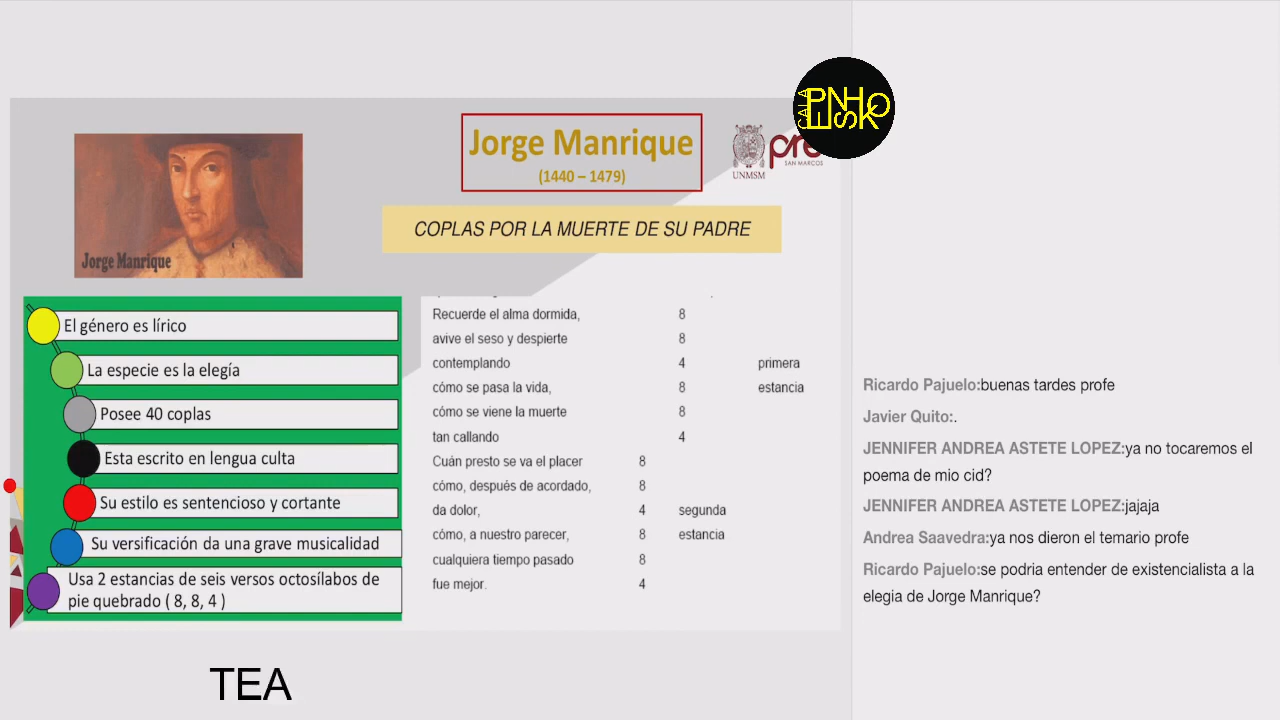 Jorge Manrique
(1440 – 1479)
UNMSM
SAN MARCOS
COPLAS POR LA MUERTE DE SU PADRE
Jorge Manrique
El género es lírico
La especie es la elegía
Posee 40 coplas
Esta escrito en lengua culta
Su estilo es sentencioso y cortante
Su versificación da una grave musicalidad
Usa 2 estancias de seis versos octosílabos de
pie quebrado ( 8, 8, 4 )
Recuerde el alma dormida, 8
avive el seso y despierte 8
contemplando 4 primera
cómo se pasa la vida, 8 estancia
cómo se viene la muerte 8
tan callando 4
Cuán presto se va el placer 8
cómo, después de acordado, 8
da dolor, 4 segunda
cómo, a nuestro parecer, 8 estancia
cualquiera tiempo pasado 8
fue mejor. 4
TEA
Ricardo Pajuelo:buenas tardes profe
Javier Quito:.
JENNIFER ANDREA ASTETE LOPEZ:ya no tocaremos el
poema de mio cid?
JENNIFER ANDREA ASTETE LOPEZ:jajaja
Andrea Saavedra:ya nos dieron el temario profe
Ricardo Pajuelo:se podria entender de existencialista a la
elegia de Jorge Manrique?